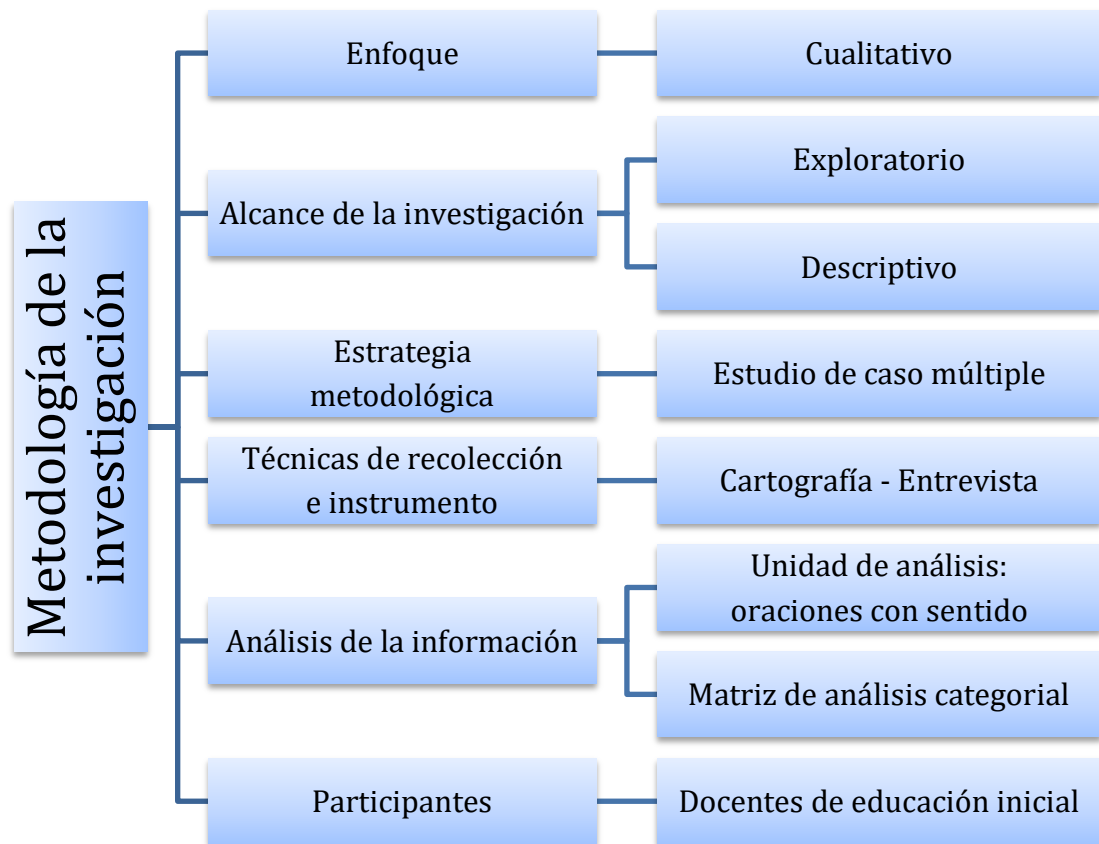 Metodología de la
investigación
Enfoque
Cualitativo
Alcance de la investigación
Exploratorio
Descriptivo
Estrategia
metodológica
Estudio de caso múltiple
Técnicas de recolección
e instrumento
Cartografía - Entrevista
Análisis de la información
Unidad de análisis:
oraciones con sentido
Matriz de análisis categorial
Participantes
Docentes de educación inicial